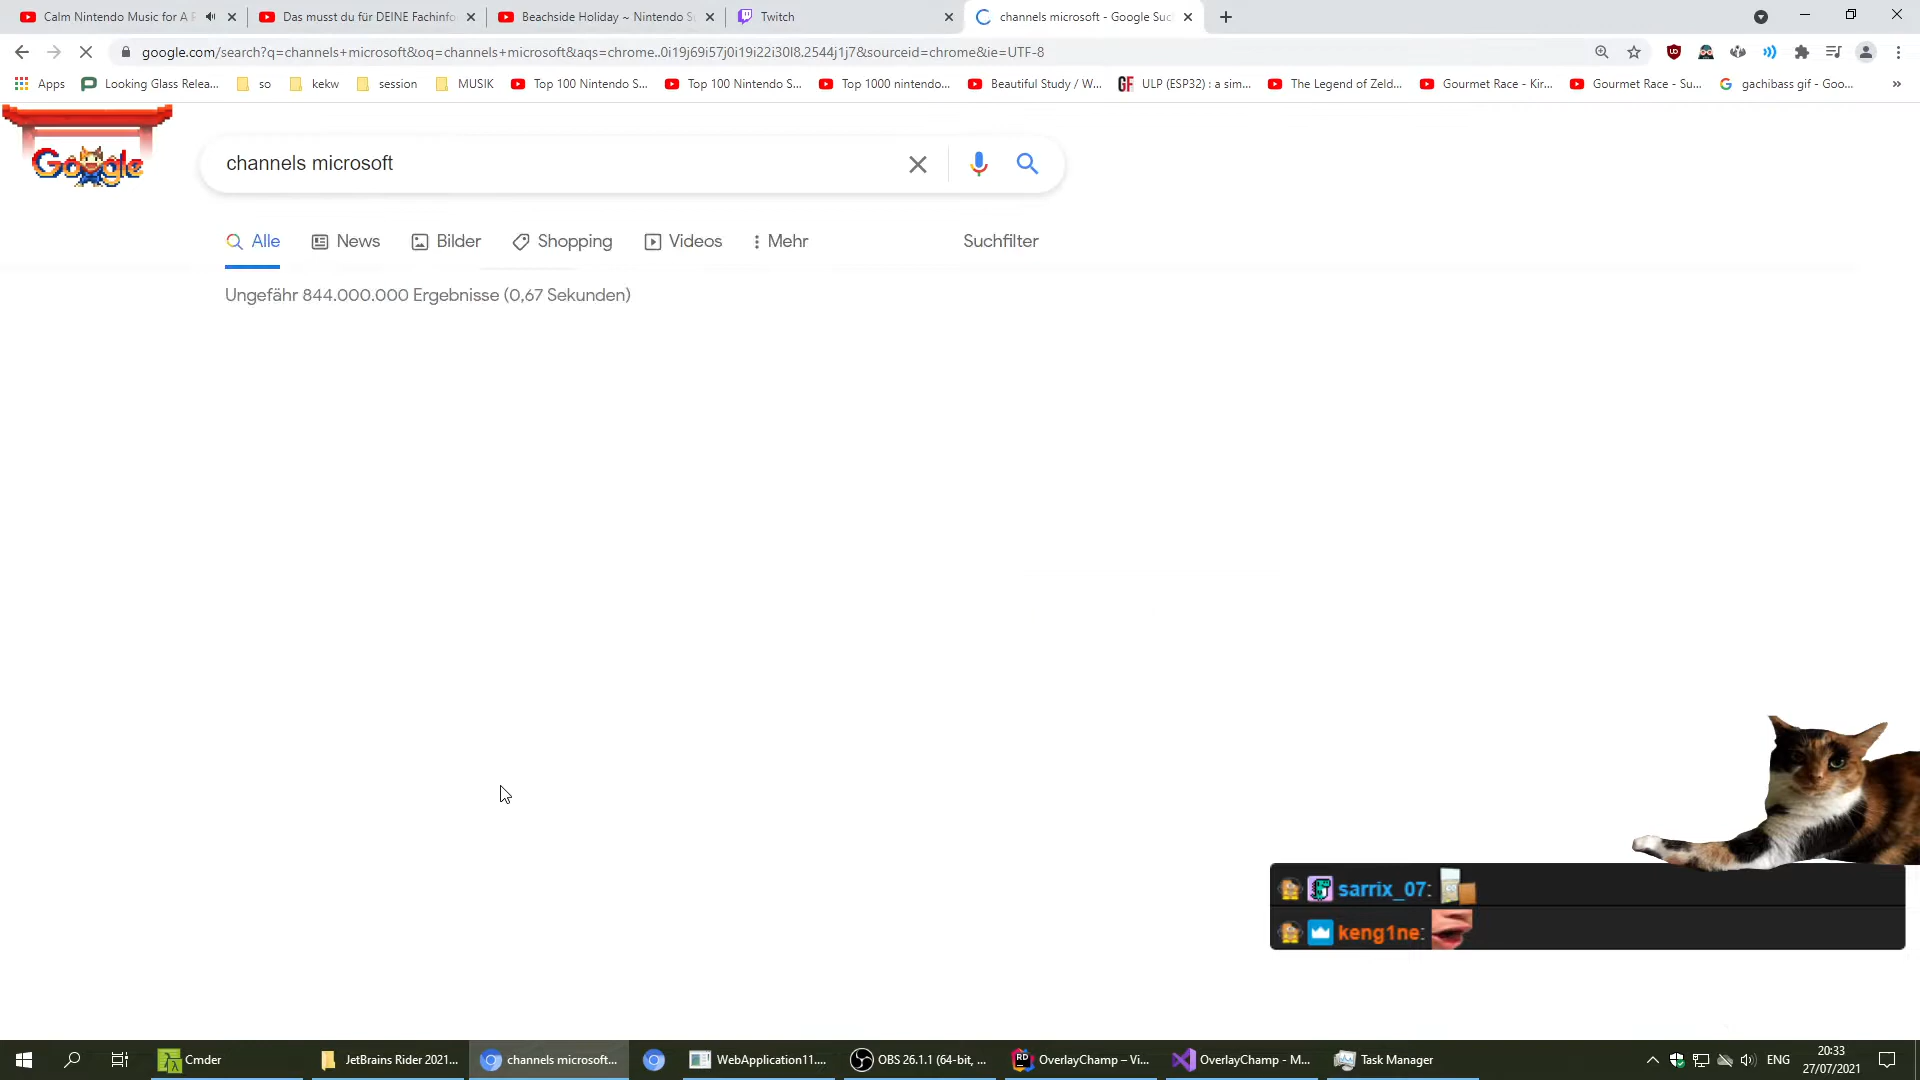 Calm Nintendo Music for A F
Das musst du für DEINE Fachinfo
Beachside Holiday ~ Nintendo S
Twitch
channels microsoft - Google Suc
google.com/search?q=channels+microsoft&oq=channels+microsoft&aqs=chrome..0i19j69i57j0i19i22i30l8.2544j1j7&sourceid=chrome&ie=UTF-8
Apps
Looking Glass Relea...
so
kekw
session
MUSIK
Top 100 Nintendo S...
Top 100 Nintendo S...
Top 1000 nintendo...
Beautiful Study / W...
GF ULP (ESP32) : a sim...
The Legend of Zeld...
Gourmet Race - Kir...
Gourmet Race - Su...
gachibass gif - Goo...
»
Google
channels microsoft
Alle
News
Bilder
Shopping
Videos
Mehr
Suchfilter
Ungefähr 844.000.000 Ergebnisse (0,67 Sekunden)
sarrix_07:
keng1ne:
Cmder
JetBrains Rider 2021...
channels microsoft...
WebApplication11....
OBS 26.1.1 (64-bit, ...
RD OverlayChamp – Vi...
OverlayChamp - M...
Task Manager
ENG
20:33
27/07/2021